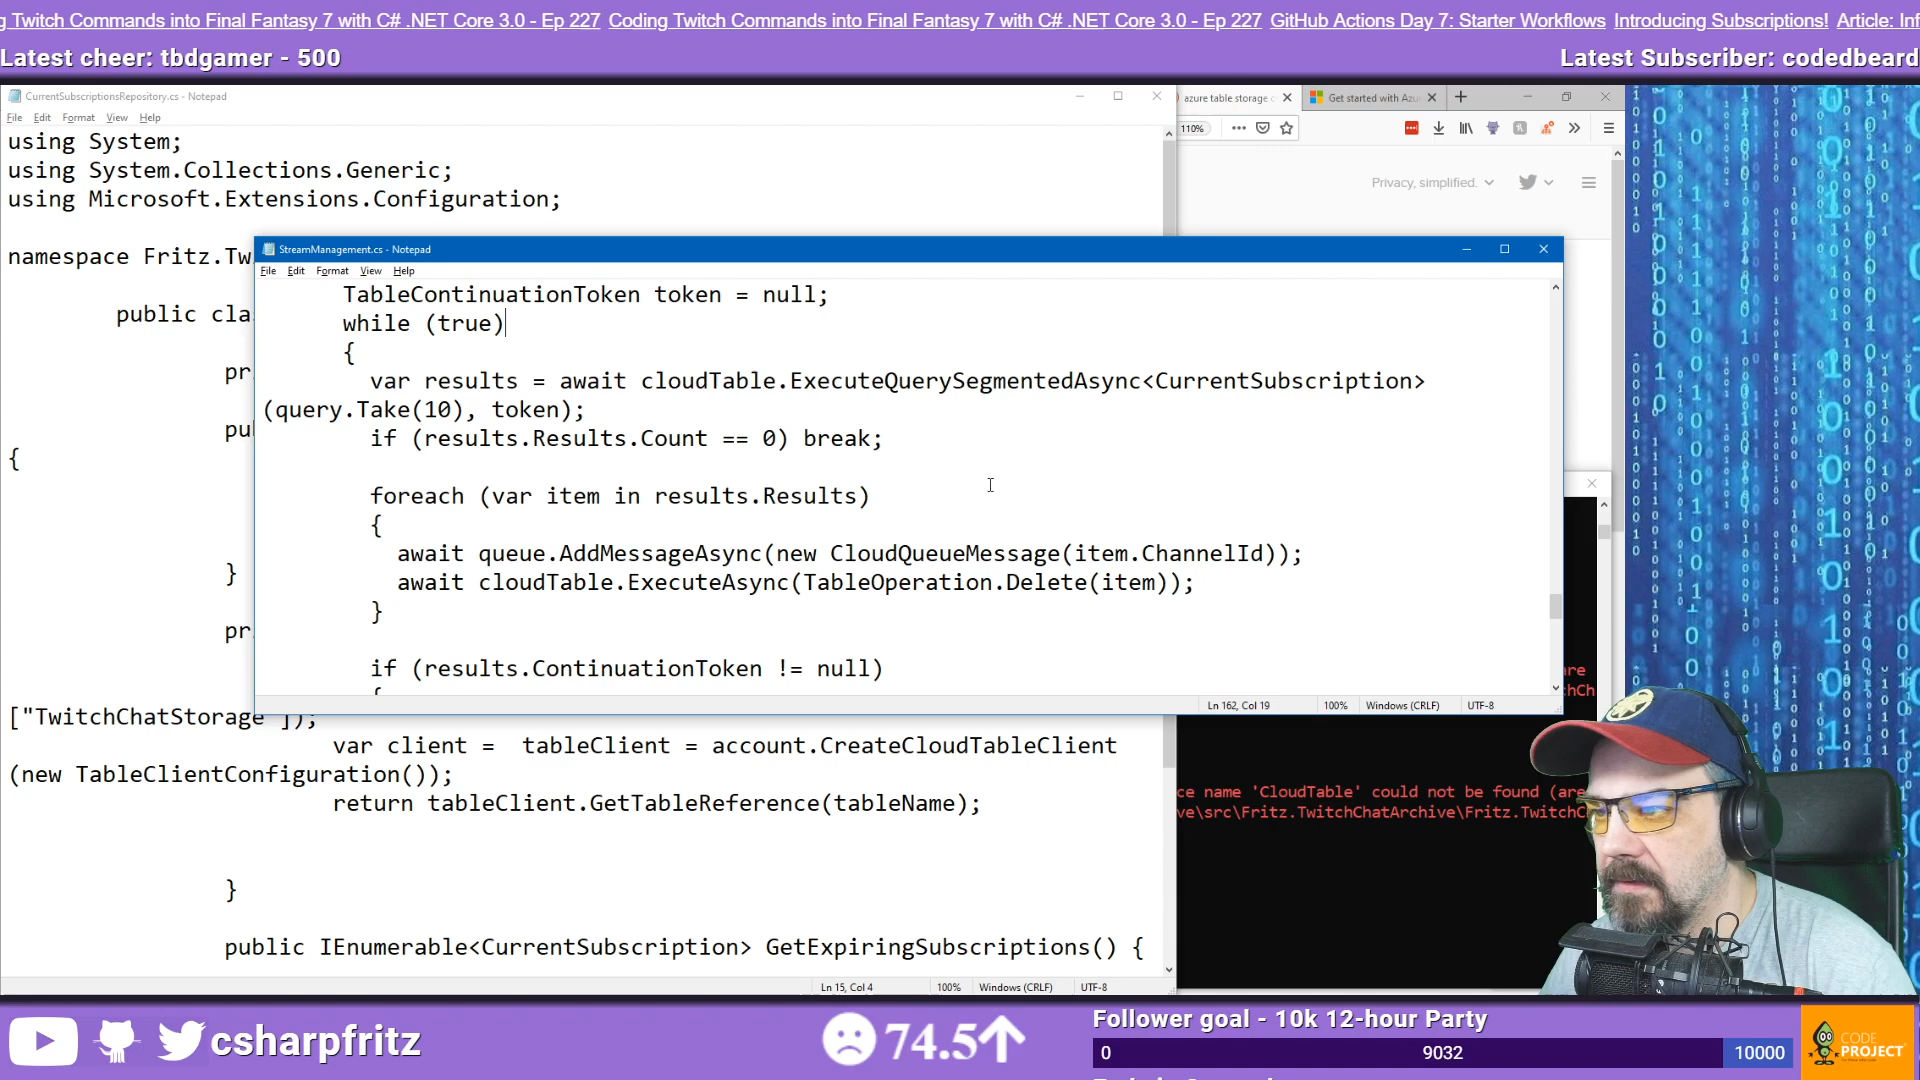 g Twitch Commands into Final Fantasy 7 with C# .NET Core 3.0 - Ep 227 Coding Twitch Commands into Final Fantasy 7 with C# .NET Core 3.0 - Ep 227 GitHub Actions Day 7: Starter Workflows Introducing Subscriptions! Article: Inf
Latest cheer: tbdgamer - 500
Latest Subscriber: codedbeard
CurrentSubscriptionsRepository.cs - Notepad
File Edit Format View Help
using System;
using System.Collections.Generic;
using Microsoft.Extensions.Configuration;
namespace Fritz.Tw
public cla
pr
pu
{
}
pr
["TwitchChatStorage"]);
var client =  tableClient = account.CreateCloudTableClient
(new TableClientConfiguration());
return tableClient.GetTableReference(tableName);
}
public IEnumerable<CurrentSubscription> GetExpiringSubscriptions() {
Ln 15, Col 4 100% Windows (CRLF) UTF-8
StreamManagement.cs - Notepad
File Edit Format View Help
TableContinuationToken token = null;
while (true)
{
var results = await cloudTable.ExecuteQuerySegmentedAsync<CurrentSubscription>
(query.Take(10), token);
if (results.Results.Count == 0) break;
foreach (var item in results.Results)
{
await queue.AddMessageAsync(new CloudQueueMessage(item.ChannelId));
await cloudTable.ExecuteAsync(TableOperation.Delete(item));
}
if (results.ContinuationToken != null)
{
Ln 162, Col 19 100% Windows (CRLF) UTF-8
azure table storage c
Get started with Azu
110%
Privacy, simplified.
re
hCh
ce name 'CloudTable' could not be found (are
ve\src\Fritz.TwitchChatArchive\Fritz.TwitchC
csharpfritz
74.5
Follower goal - 10k 12-hour Party
0 9032 10000
CODE
PROJECT